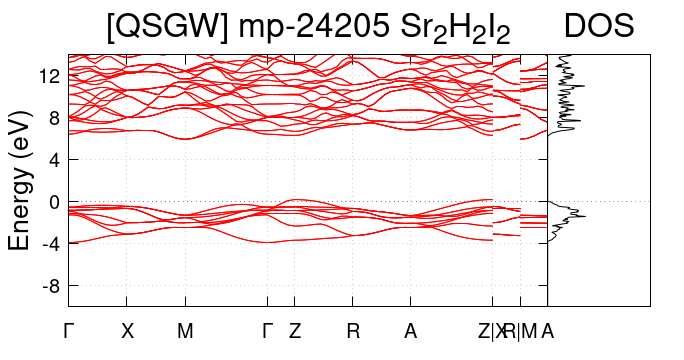 [QSGW] mp-24205 Sr₂H₂I₂ DOS
Energy (eV)
12
8
4
0
-4
-8
Γ X M Γ Z R A Z|X R|M A